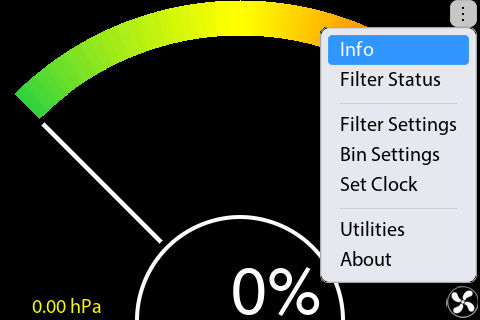 Info
Filter Status
Filter Settings
Bin Settings
Set Clock
Utilities
About
0%
0.00 hPa